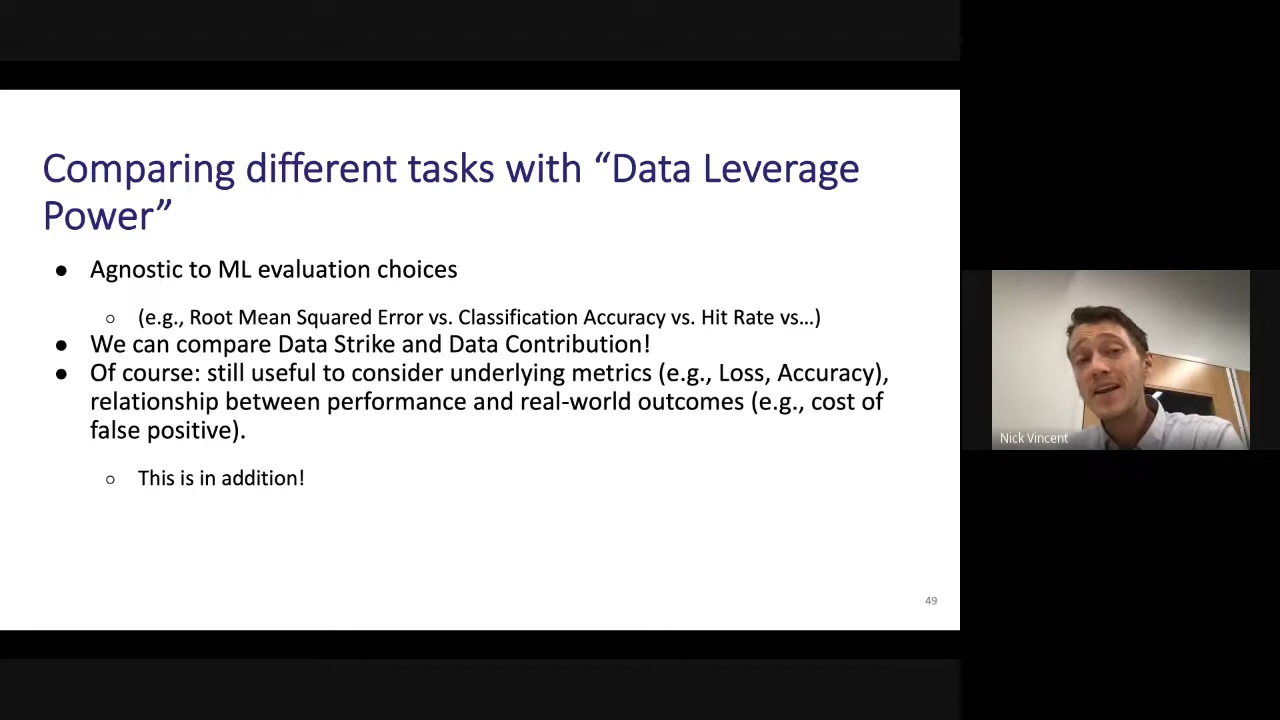 Comparing different tasks with “Data Leverage
Power”
● Agnostic to ML evaluation choices
○ (e.g., Root Mean Squared Error vs. Classification Accuracy vs. Hit Rate vs…)
● We can compare Data Strike and Data Contribution!
● Of course: still useful to consider underlying metrics (e.g., Loss, Accuracy),
relationship between performance and real-world outcomes (e.g., cost of
false positive).
○ This is in addition!
49
Nick Vincent